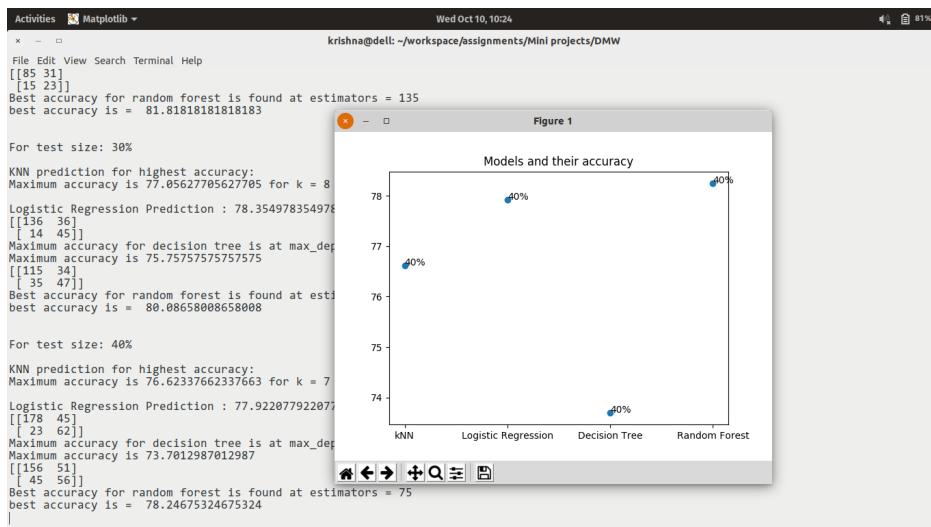 Activities Matplotlib Wed Oct 10, 10:24 81%
krishna@dell: ~/workspace/assignments/Mini projects/DMW
File Edit View Search Terminal Help
[[85 31]
[15 23]]
Best accuracy for random forest is found at estimators = 135
best accuracy is = 81.81818181818183
For test size: 30%
KNN prediction for highest accuracy:
Maximum accuracy is 77.05627705627705 for k = 8
Logistic Regression Prediction : 78.354978354978
[[136 36]
[ 14 45]]
Maximum accuracy for decision tree is at max_dep
Maximum accuracy is 75.75757575757575
[[115 34]
[ 35 47]]
Best accuracy for random forest is found at esti
best accuracy is = 80.08658008658008
For test size: 40%
KNN prediction for highest accuracy:
Maximum accuracy is 76.62337662337663 for k = 7
Logistic Regression Prediction : 77.922077922077
[[178 45]
[ 23 62]]
Maximum accuracy for decision tree is at max_dep
Maximum accuracy is 73.7012987012987
[[156 51]
[ 45 56]]
Best accuracy for random forest is found at estimators = 75
best accuracy is = 78.24675324675324
Figure 1
Models and their accuracy
40%
78
40%
77
40%
76
75
74
40%
kNN Logistic Regression Decision Tree Random Forest